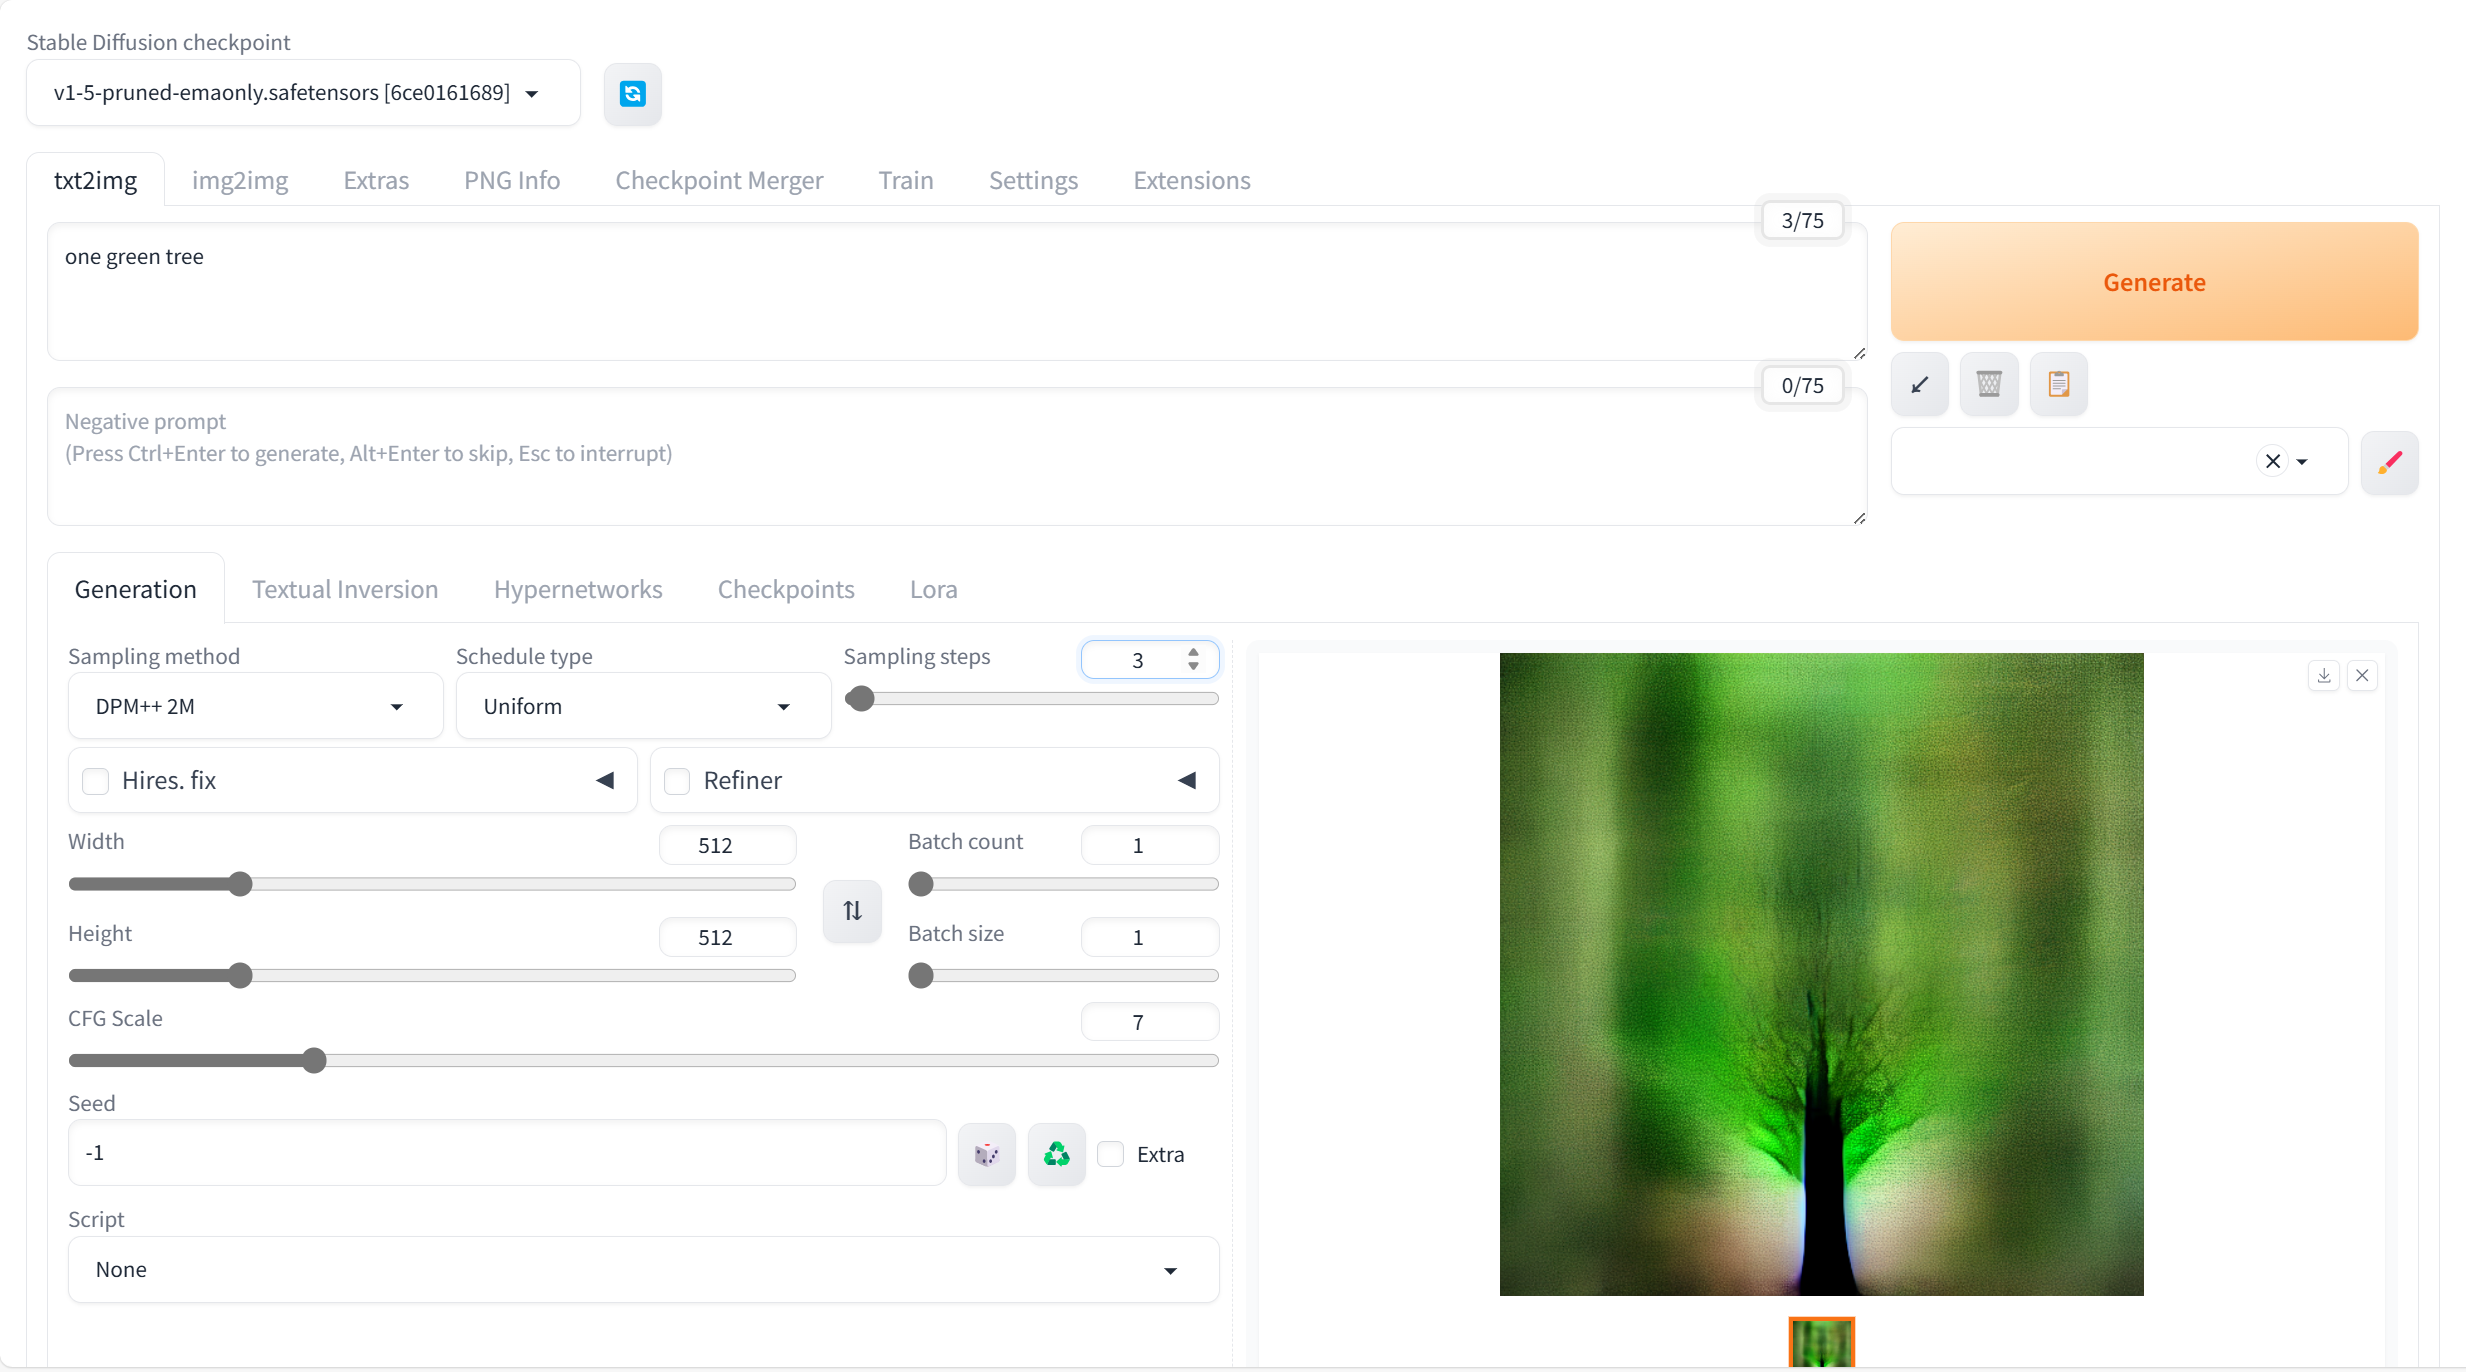 Stable Diffusion checkpoint
v1-5-pruned-emaonly.safetensors [6ce0161689]
txt2img img2img Extras PNG Info Checkpoint Merger Train Settings Extensions
3/75
one green tree
Generate
0/75
Negative prompt
(Press Ctrl+Enter to generate, Alt+Enter to skip, Esc to interrupt)
Generation Textual Inversion Hypernetworks Checkpoints Lora
Sampling method Schedule type Sampling steps 3
DPM++ 2M Uniform
Hires. fix Refiner
Width 512 Batch count 1
Height 512 Batch size 1
CFG Scale 7
Seed
-1 Extra
Script
None